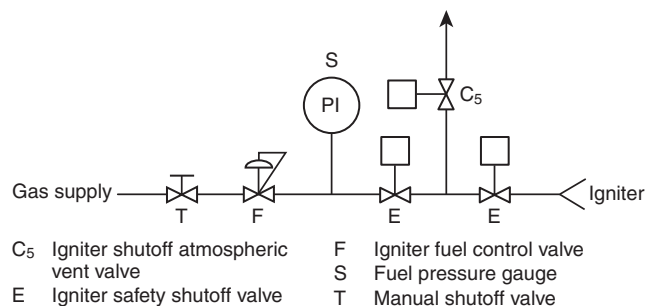 S
PI
C5
Gas supply
Igniter
T
F
E
E
C5 Igniter shutoff atmospheric
vent valve
E Igniter safety shutoff valve
F Igniter fuel control valve
S Fuel pressure gauge
T Manual shutoff valve